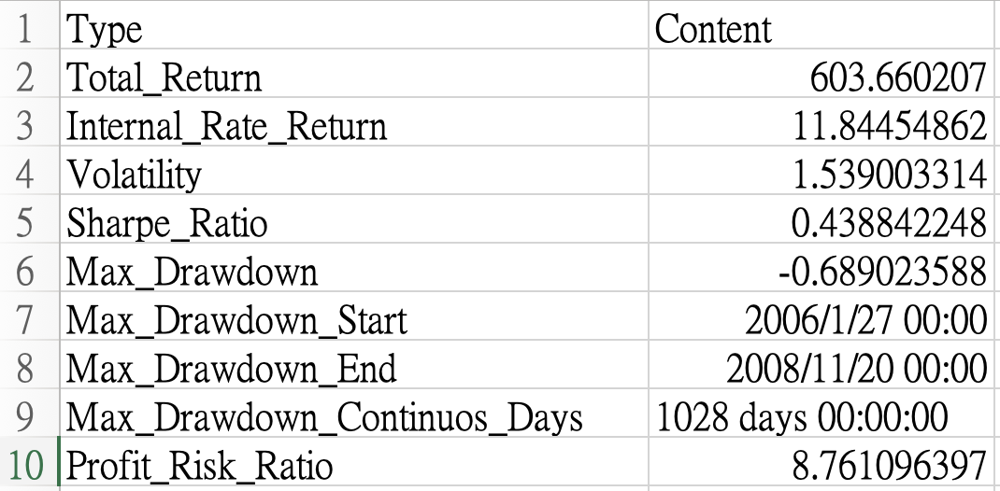 1 Type Content
2 Total_Return 603.660207
3 Internal_Rate_Return 11.84454862
4 Volatility 1.539003314
5 Sharpe_Ratio 0.438842248
6 Max_Drawdown -0.689023588
7 Max_Drawdown_Start 2006/1/27 00:00
8 Max_Drawdown_End 2008/11/20 00:00
9 Max_Drawdown_Continuos_Days 1028 days 00:00:00
10 Profit_Risk_Ratio 8.761096397